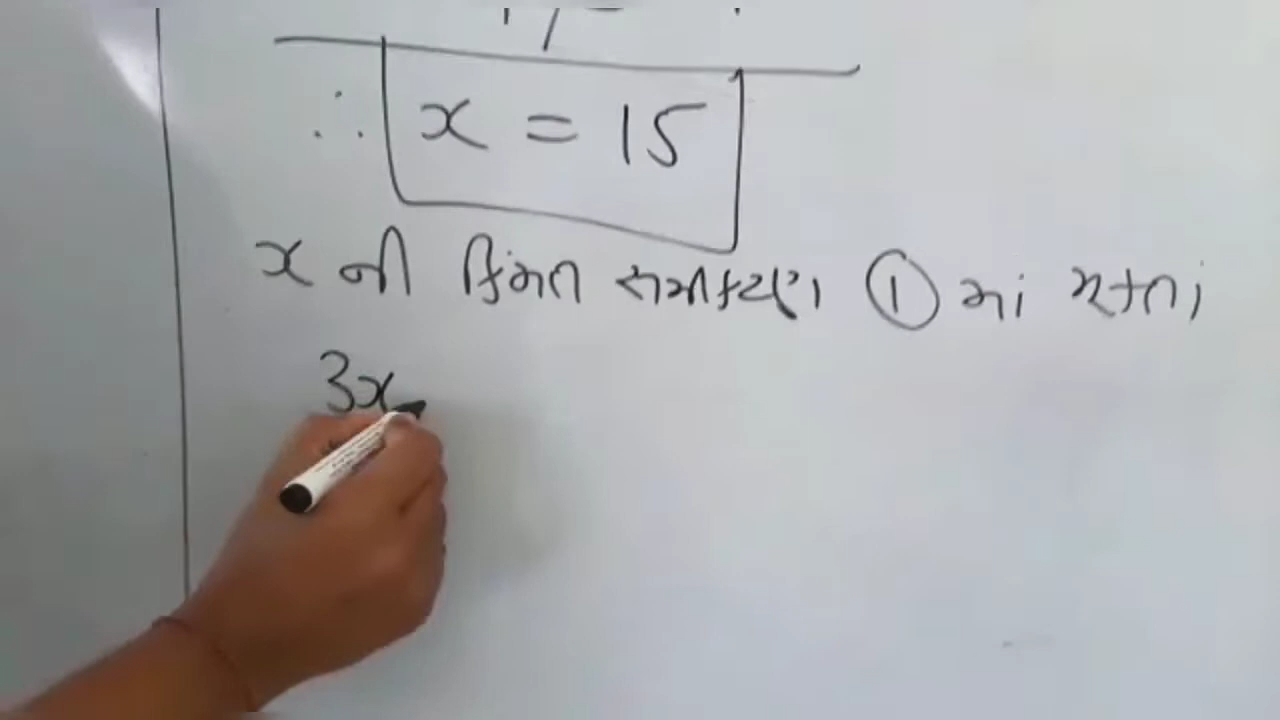 ∴ x = 15
x ની કિંમત સમીકરણ ① માં મૂકતાં
3x